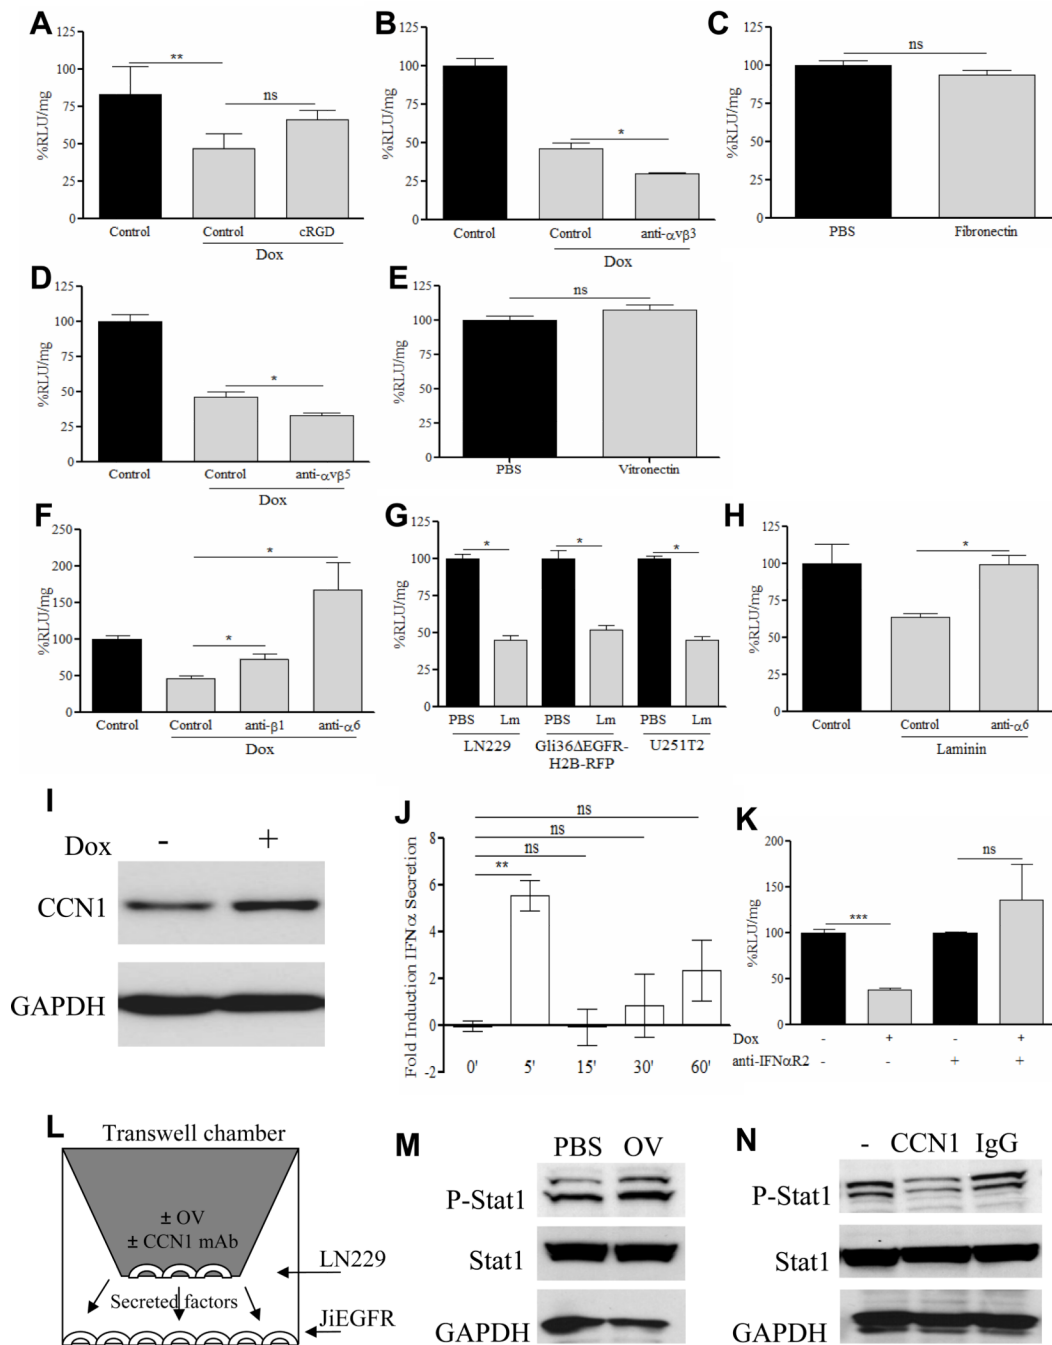 A
125
100
75
50
25
0
%RLU/mg
**
ns
Control
Control
cRGD
Dox
B
125
100
75
50
25
0
%RLU/mg
*
Control
Control
anti-αvβ3
Dox
C
125
100
75
50
25
0
%RLU/mg
ns
PBS
Fibronectin
D
125
100
75
50
25
0
%RLU/mg
*
Control
Control
anti-αvβ5
Dox
E
125
100
75
50
25
0
%RLU/mg
ns
PBS
Vitronectin
F
250
200
150
100
50
0
%RLU/mg
*
*
Control
Control
anti-β1
anti-α6
Dox
G
125
100
75
50
25
0
%RLU/mg
*
*
*
PBS Lm PBS Lm PBS Lm
LN229
Gli36ΔEGFR-
H2B-RFP
U251T2
H
125
100
75
50
25
0
%RLU/mg
*
Control
Control
anti-α6
Laminin
I
Dox - +
CCN1
GAPDH
J
8
6
4
2
0
-2
Fold Induction IFNα Secretion
ns
ns
ns
**
0' 5' 15' 30' 60'
K
200
150
100
50
0
%RLU/mg
***
ns
Dox - + - +
anti-IFNαR2 - - + +
L
Transwell chamber
± OV
± CCN1 mAb
LN229
Secreted factors
JiEGFR
M
PBS OV
P-Stat1
Stat1
GAPDH
N
- CCN1 IgG
P-Stat1
Stat1
GAPDH